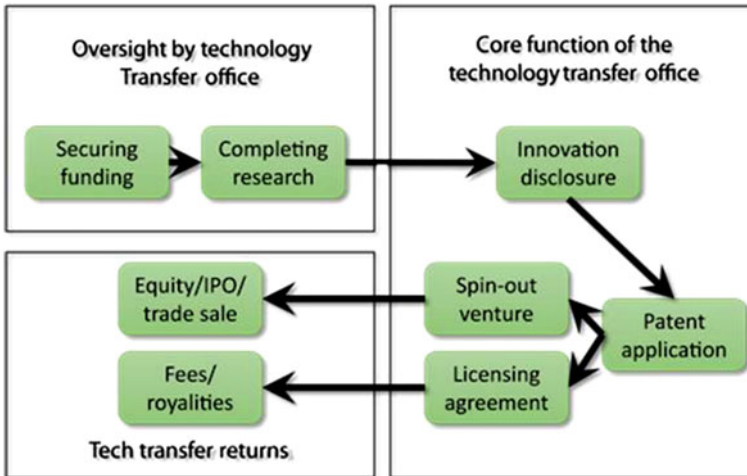 Oversight by technology
Transfer office
Securing
funding
Completing
research
Core function of the
technology transfer office
Innovation
disclosure
Patent
application
Spin-out
venture
Licensing
agreement
Equity/IPO/
trade sale
Fees/
royalities
Tech transfer returns